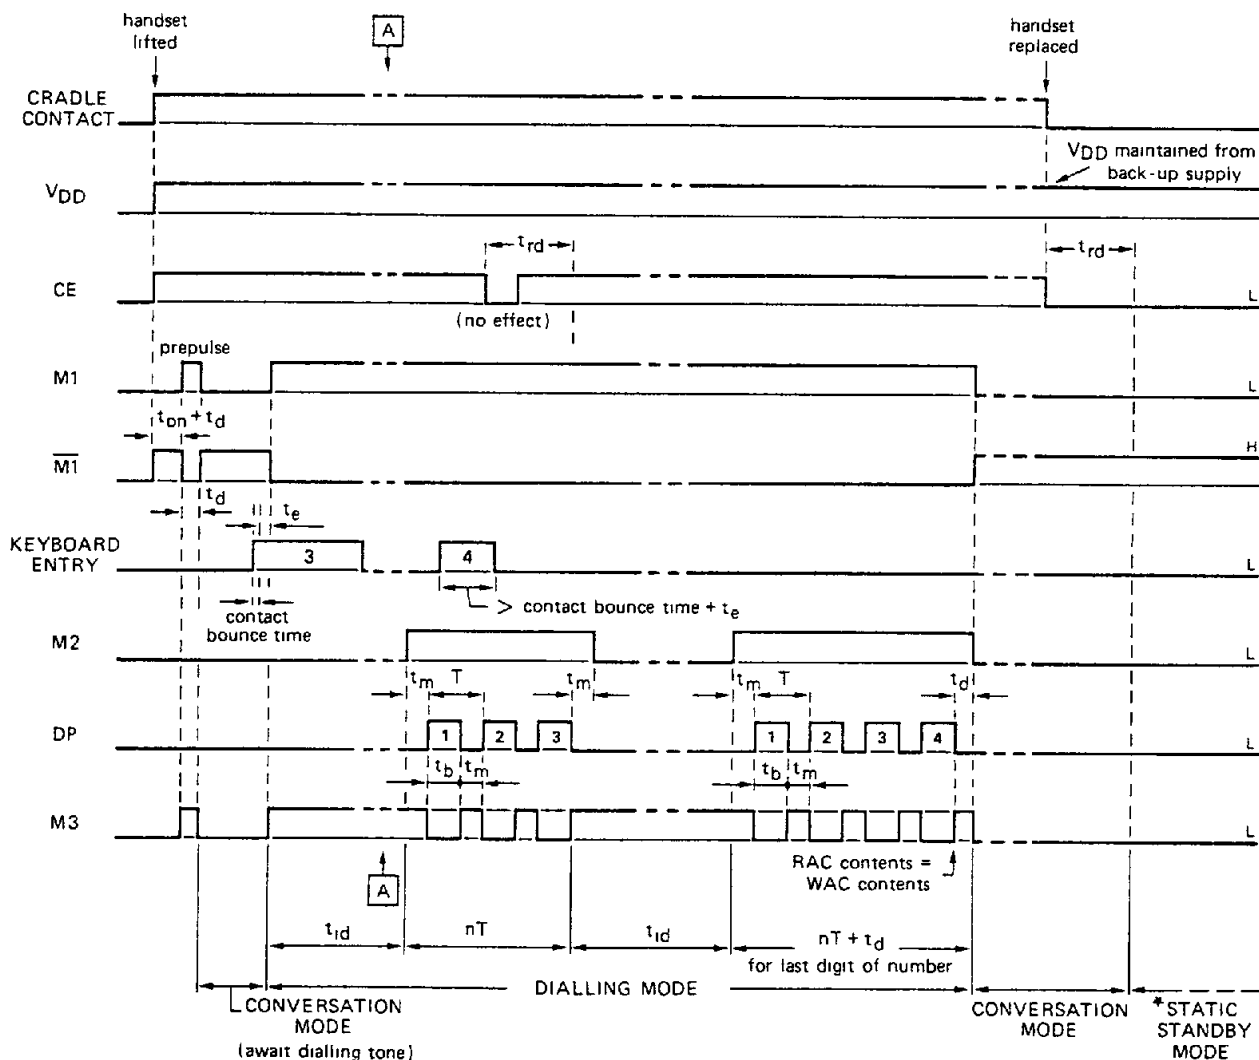 handset
lifted
A
handset
replaced
CRADLE
CONTACT
VDD maintained from
back-up supply
VDD
trd
trd
CE
L
(no effect)
prepulse
M1
L
ton + td
H
M1
td
te
KEYBOARD
ENTRY
3
4
L
> contact bounce time + te
contact
bounce time
M2
L
tm
T
tm
tm
T
td
DP
1
2
3
1
2
3
4
L
tb
tm
tb
tm
M3
L
RAC contents =
WAC contents
A
tid
nT
tid
nT + td
for last digit of number
DIALLING MODE
CONVERSATION
MODE
(await dialling tone)
CONVERSATION
MODE
*STATIC
STANDBY
MODE